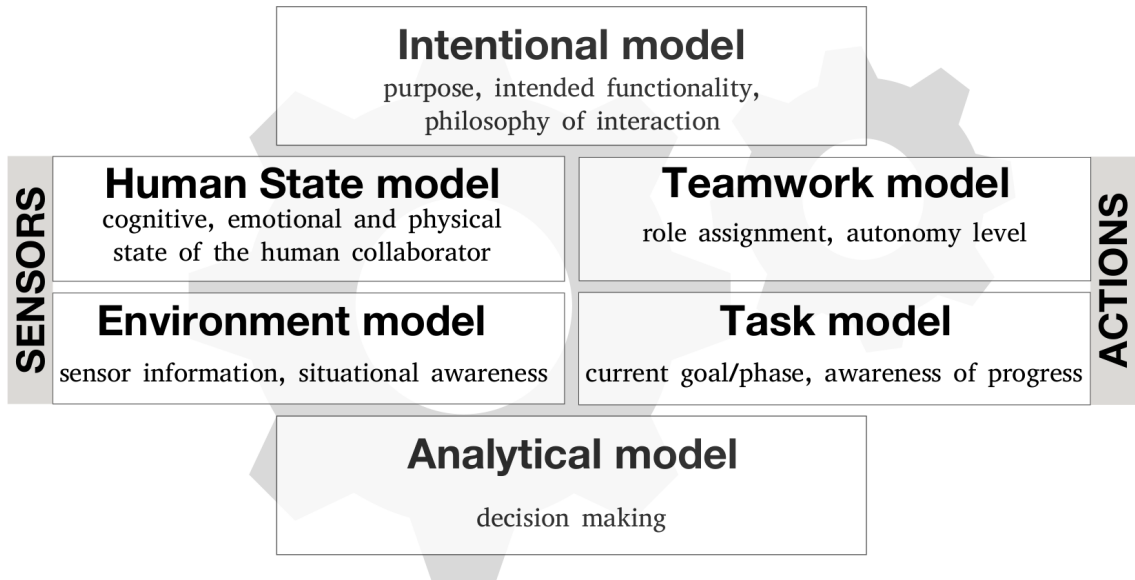 Intentional model
purpose, intended functionality,
philosophy of interaction
SENSORS
Human State model
cognitive, emotional and physical
state of the human collaborator
Teamwork model
role assignment, autonomy level
ACTIONS
Environment model
sensor information, situational awareness
Task model
current goal/phase, awareness of progress
Analytical model
decision making